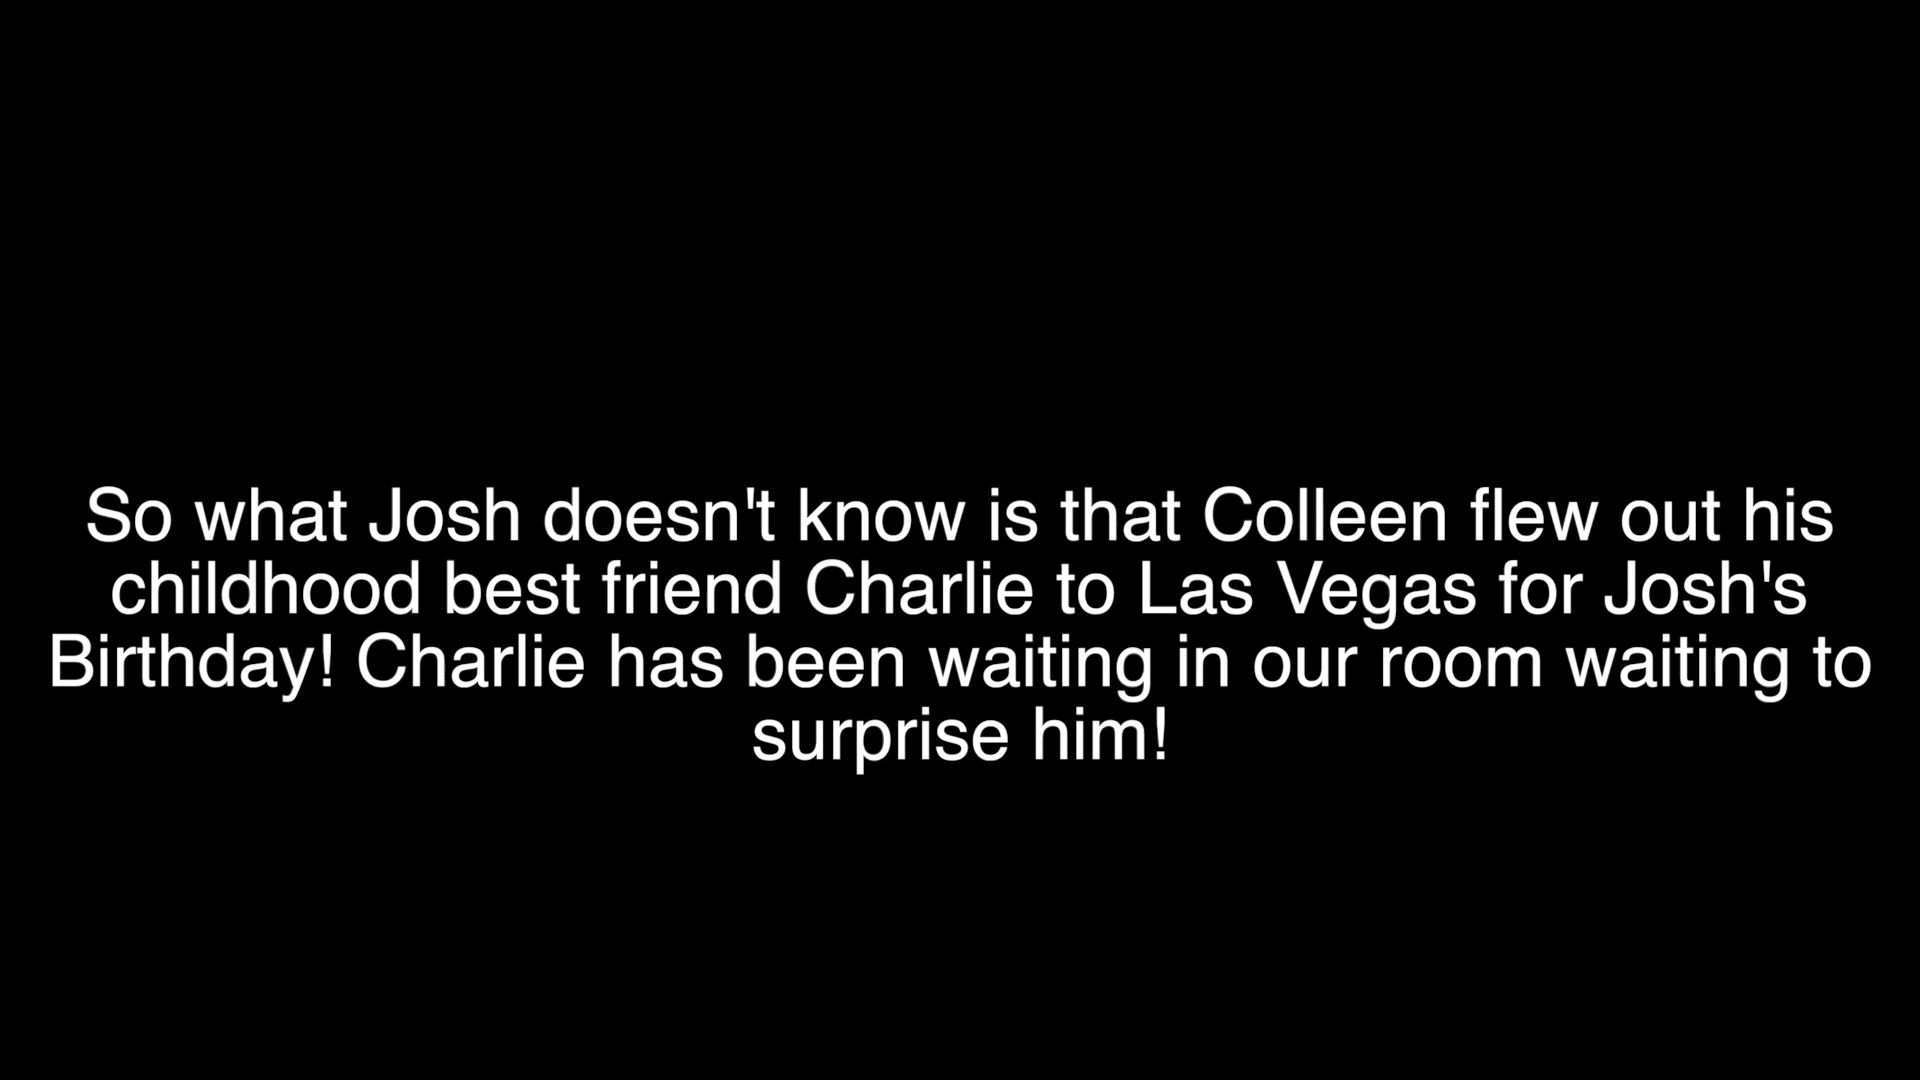 So what Josh doesn't know is that Colleen flew out his
childhood best friend Charlie to Las Vegas for Josh's
Birthday! Charlie has been waiting in our room waiting to
surprise him!